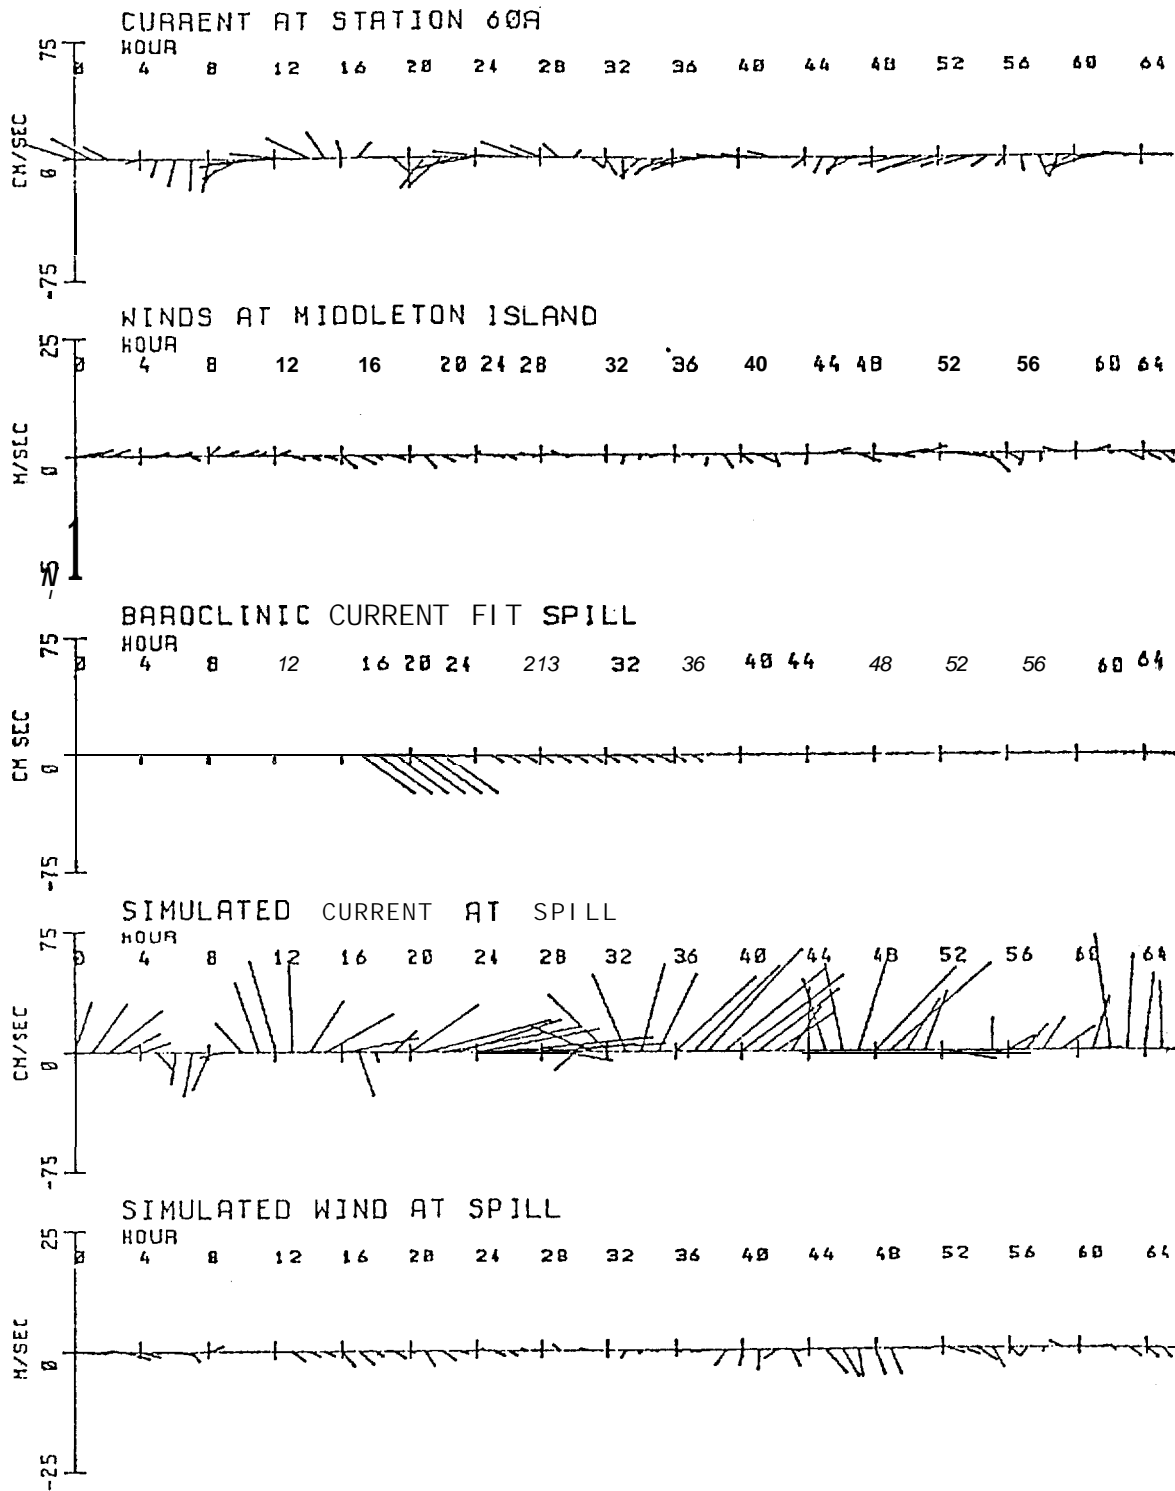 CURRENT AT STATION 60A
HOUR
75
0 4 8 12 16 20 24 28 32 36 40 44 48 52 56 60 64
CM/SEC
0
-75
WINDS AT MIDDLETON ISLAND
HOUR
25
0 4 8 12 16 20 24 28 32 36 40 44 48 52 56 60 64
M/SEC
0
N
BAROCLINIC CURRENT FIT SPILL
HOUR
75
0 4 8 12 16 20 24 213 32 36 40 44 48 52 56 60 64
CM SEC
0
-75
SIMULATED CURRENT AT SPILL
HOUR
75
0 4 8 12 16 20 24 28 32 36 40 44 48 52 56 60 64
CM/SEC
0
-75
SIMULATED WIND AT SPILL
HOUR
25
0 4 8 12 16 20 24 28 32 36 40 44 48 52 56 60 64
M/SEC
0
-25